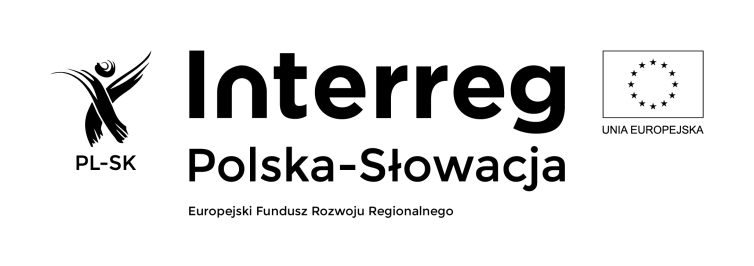 PL-SK
Interreg
Polska-Słowacja
Europejski Fundusz Rozwoju Regionalnego
UNIA EUROPEJSKA